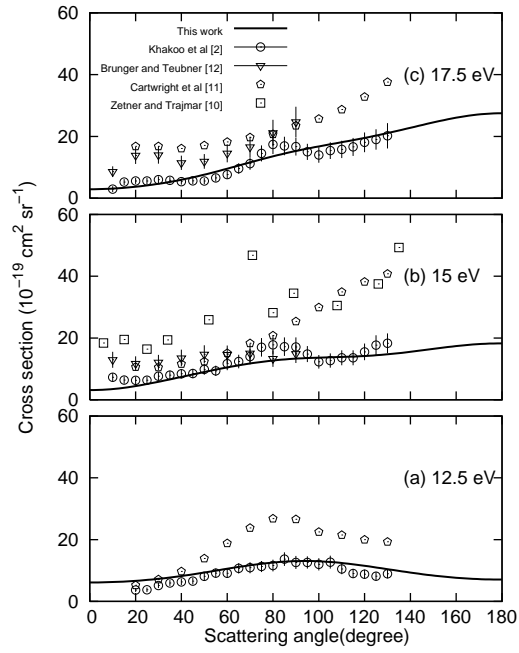 60
This work
Khakoo et al [2]
Brunger and Teubner [12]
Cartwright et al [11]
Zetner and Trajmar [10]
40
(c) 17.5 eV
20
0
60
(b) 15 eV
40
20
0
60
(a) 12.5 eV
40
20
0
Cross section (10⁻¹⁹ cm² sr⁻¹)
0 20 40 60 80 100 120 140 160 180
Scattering angle(degree)